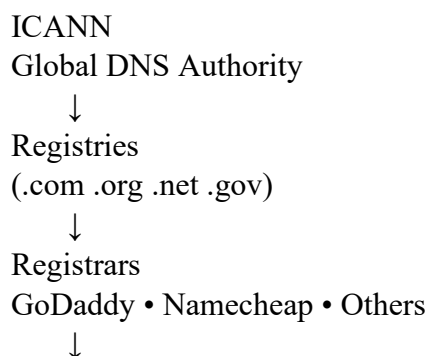 ICANN
Global DNS Authority
↓
Registries
(.com .org .net .gov)
↓
Registrars
GoDaddy • Namecheap • Others
↓